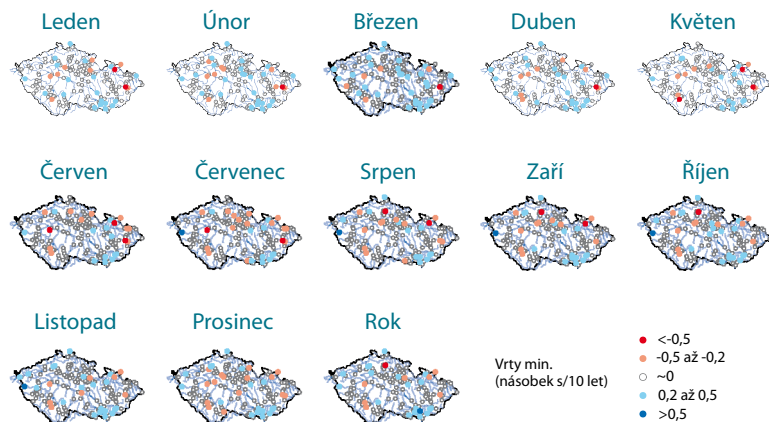 Leden
Únor
Březen
Duben
Květen
Červen
Červenec
Srpen
Zaří
Říjen
Listopad
Prosinec
Rok
Vrty min.
(násobek s/10 let)
<-0,5
-0,5 až -0,2
~0
0,2 až 0,5
>0,5